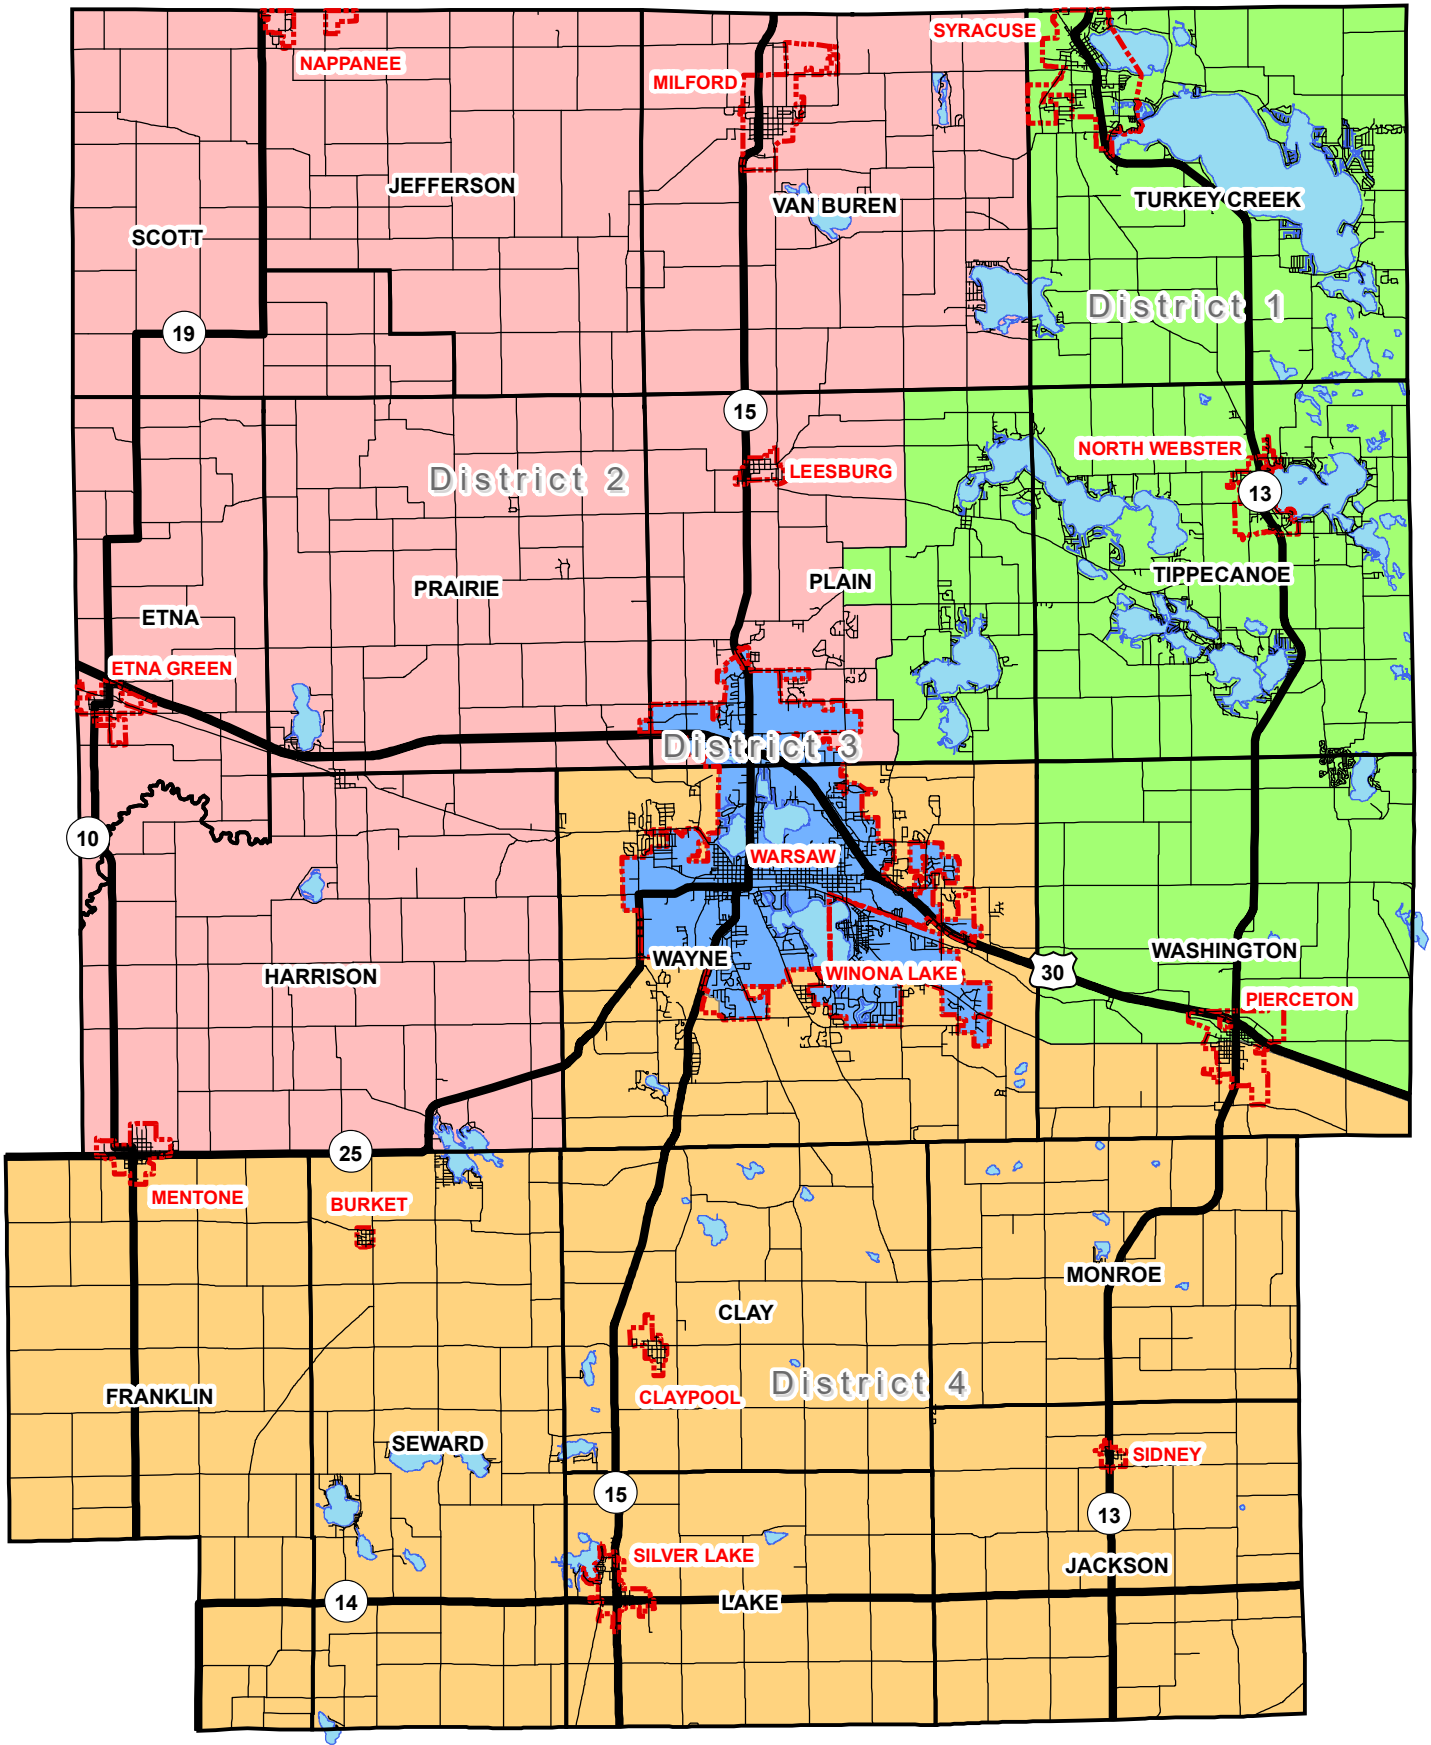 SYRACUSE
NAPPANEE
MILFORD
JEFFERSON
TURKEY CREEK
VAN BUREN
SCOTT
District 1
19
15
NORTH WEBSTER
LEESBURG
District 2
13
TIPPECANOE
PLAIN
PRAIRIE
ETNA
ETNA GREEN
District 3
10
WARSAW
WASHINGTON
WAYNE
30
WINONA LAKE
HARRISON
PIERCETON
25
MENTONE
BURKET
MONROE
CLAY
District 4
FRANKLIN
CLAYPOOL
SEWARD
SIDNEY
15
13
SILVER LAKE
JACKSON
14
LAKE